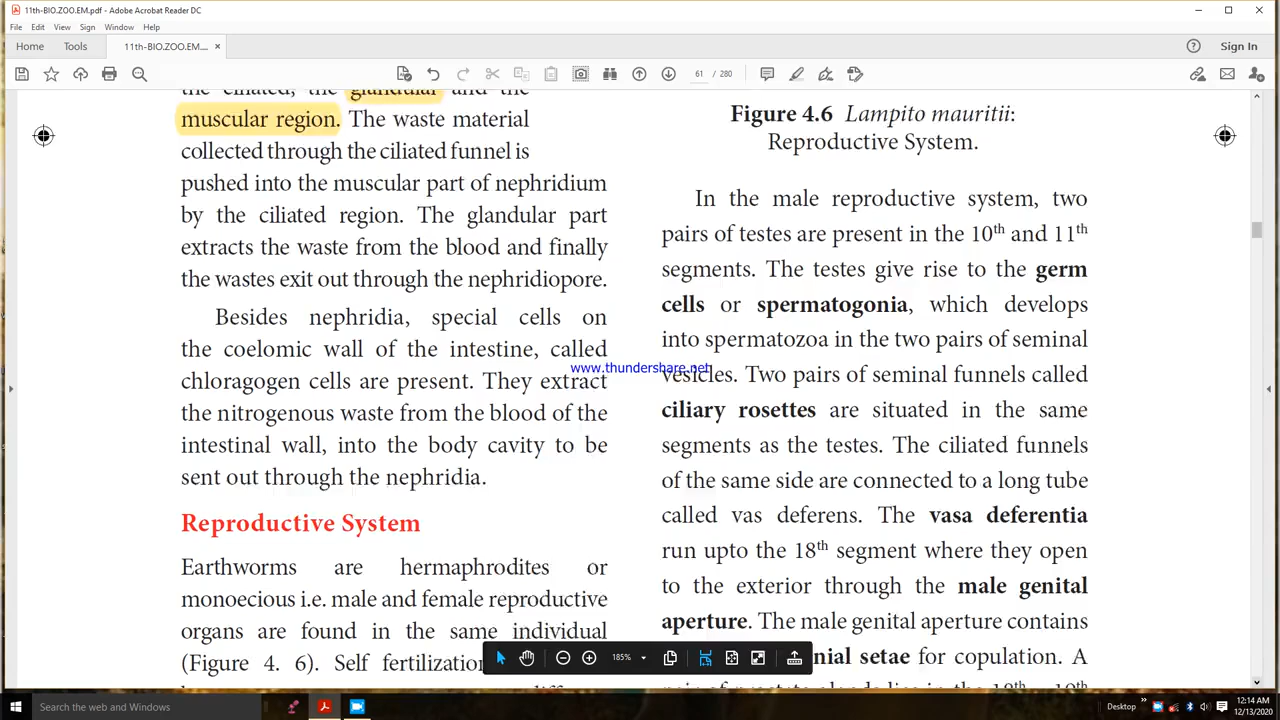 11th-BIO.ZOO.EM.pdf - Adobe Acrobat Reader DC
File Edit View Sign Window Help
Home Tools 11th-BIO.ZOO.EM.... × Sign In
61 / 280
the ciliated, the glandular and the
muscular region. The waste material
collected through the ciliated funnel is
pushed into the muscular part of nephridium
by the ciliated region. The glandular part
extracts the waste from the blood and finally
the wastes exit out through the nephridiopore.
Besides nephridia, special cells on
the coelomic wall of the intestine, called
chloragogen cells are present. They extract
the nitrogenous waste from the blood of the
intestinal wall, into the body cavity to be
sent out through the nephridia.
Reproductive System
Earthworms are hermaphrodites or
monoecious i.e. male and female reproductive
organs are found in the same individual
(Figure 4. 6). Self fertilization
Figure 4.6 Lampito mauritii:
Reproductive System.
In the male reproductive system, two
pairs of testes are present in the 10th and 11th
segments. The testes give rise to the germ
cells or spermatogonia, which develops
into spermatozoa in the two pairs of seminal
vesicles. Two pairs of seminal funnels called
ciliary rosettes are situated in the same
segments as the testes. The ciliated funnels
of the same side are connected to a long tube
called vas deferens. The vasa deferentia
run upto the 18th segment where they open
to the exterior through the male genital
aperture. The male genital aperture contains
setae for copulation. A
www.thundershare.net
185%
Search the web and Windows
Desktop
12:14 AM
12/13/2020